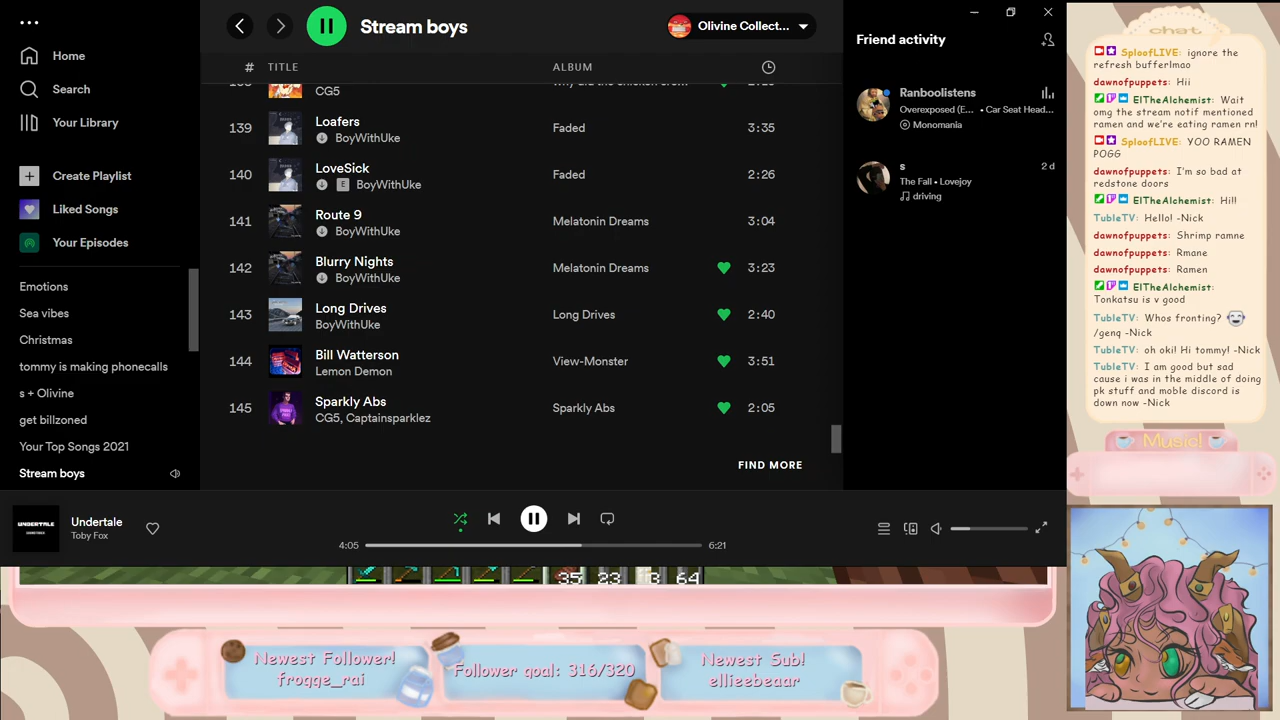 Home
Search
Your Library
Create Playlist
Liked Songs
Your Episodes
Emotions
Sea vibes
Christmas
tommy is making phonecalls
s + Olivine
get billzoned
Your Top Songs 2021
Stream boys
Stream boys
Olivine Collect...
# TITLE ALBUM
CG5
139 Loafers Faded 3:35
BoyWithUke
140 LoveSick Faded 2:26
E BoyWithUke
141 Route 9 Melatonin Dreams 3:04
BoyWithUke
142 Blurry Nights Melatonin Dreams 3:23
BoyWithUke
143 Long Drives Long Drives 2:40
BoyWithUke
144 Bill Watterson View-Monster 3:51
Lemon Demon
145 Sparkly Abs Sparkly Abs 2:05
CG5, Captainsparklez
FIND MORE
Friend activity
Ranboolistens
Overexposed (E... • Car Seat Head...
Monomania
s 2 d
The Fall • Lovejoy
driving
UNDERTALE
Undertale
Toby Fox
4:05 6:21
chat
SploofLIVE: ignore the
refresh bufferlmao
dawnofpuppets: Hii
ElTheAlchemist: Wait
omg the stream notif mentioned
ramen and we're eating ramen rn!
SploofLIVE: YOO RAMEN
POGG
dawnofpuppets: I'm so bad at
redstone doors
ElTheAlchemist: Hi!!
TubleTV: Hello! -Nick
dawnofpuppets: Shrimp ramne
dawnofpuppets: Rmane
dawnofpuppets: Ramen
ElTheAlchemist:
Tonkatsu is v good
TubleTV: Whos fronting?
/genq -Nick
TubleTV: oh oki! Hi tommy! -Nick
TubleTV: I am good but sad
cause i was in the middle of doing
pk stuff and moble discord is
down now -Nick
Music!
35 23 3 64
Newest Follower!
frogge_rai
Follower goal: 316/320
Newest Sub!
ellieebeaar